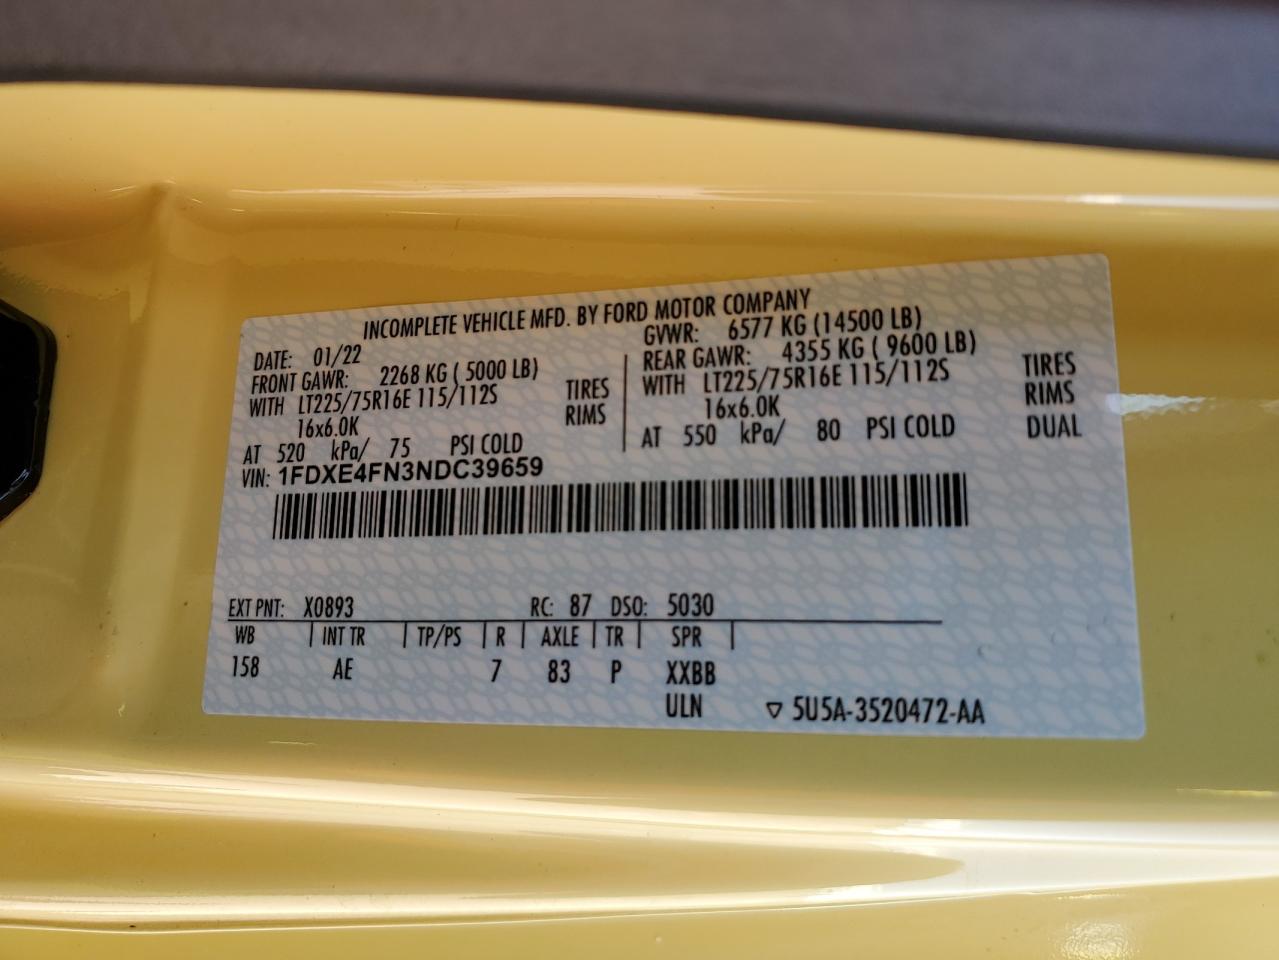 INCOMPLETE VEHICLE MFD. BY FORD MOTOR COMPANY
DATE: 01/22
FRONT GAWR: 2268 KG ( 5000 LB)
WITH LT225/75R16E 115/112S TIRES
16x6.0K RIMS
AT 520 kPa/ 75 PSI COLD
GVWR: 6577 KG (14500 LB)
REAR GAWR: 4355 KG ( 9600 LB)
WITH LT225/75R16E 115/112S TIRES
16x6.0K RIMS
AT 550 kPa/ 80 PSI COLD DUAL
VIN: 1FDXE4FN3NDC39659
EXT PNT: X0893 RC: 87 DSO: 5030
WB | INT TR | TP/PS | R | AXLE | TR | SPR |
158 AE 7 83 P XXBB
ULN ▽ 5U5A-3520472-AA